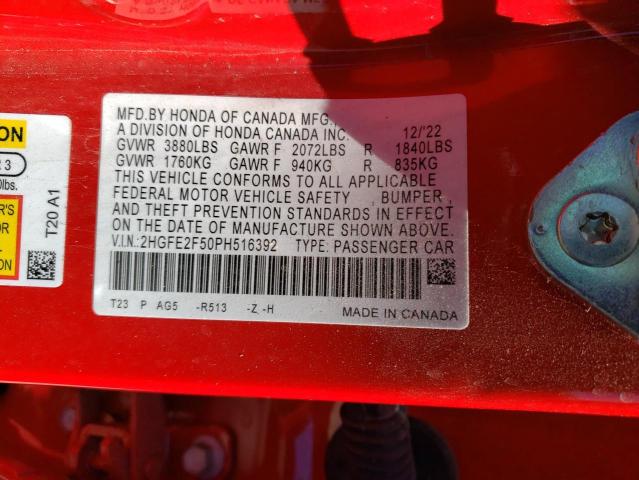 MFD.BY HONDA OF CANADA MFG.,
A DIVISION OF HONDA CANADA INC. 12/'22
GVWR 3880LBS GAWR F 2072LBS R 1840LBS
GVWR 1760KG GAWR F 940KG R 835KG
THIS VEHICLE CONFORMS TO ALL APPLICABLE
FEDERAL MOTOR VEHICLE SAFETY , BUMPER,
AND THEFT PREVENTION STANDARDS IN EFFECT
ON THE DATE OF MANUFACTURE SHOWN ABOVE.
V.I.N.: 2HGFE2F50PH516392 TYPE: PASSENGER CAR
T23 P AG5 -R513 -Z -H MADE IN CANADA
T20 A1